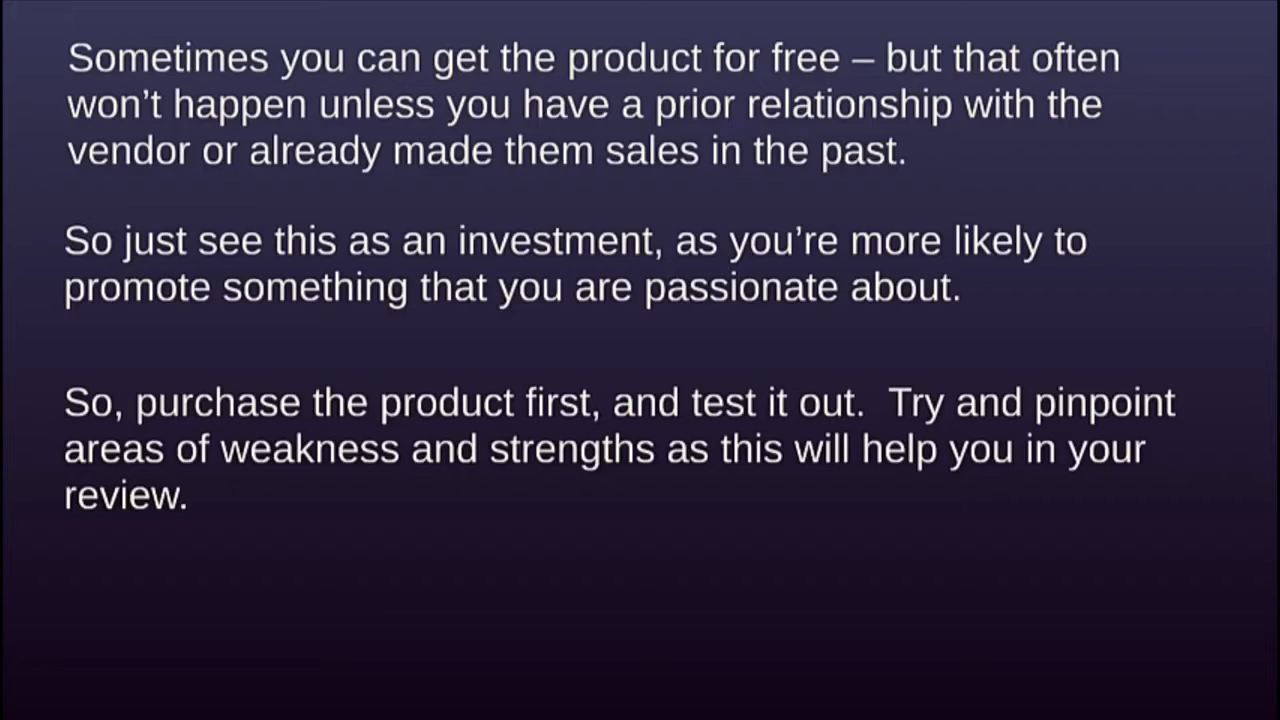 Sometimes you can get the product for free – but that often
won’t happen unless you have a prior relationship with the
vendor or already made them sales in the past.
So just see this as an investment, as you’re more likely to
promote something that you are passionate about.
So, purchase the product first, and test it out.  Try and pinpoint
areas of weakness and strengths as this will help you in your
review.